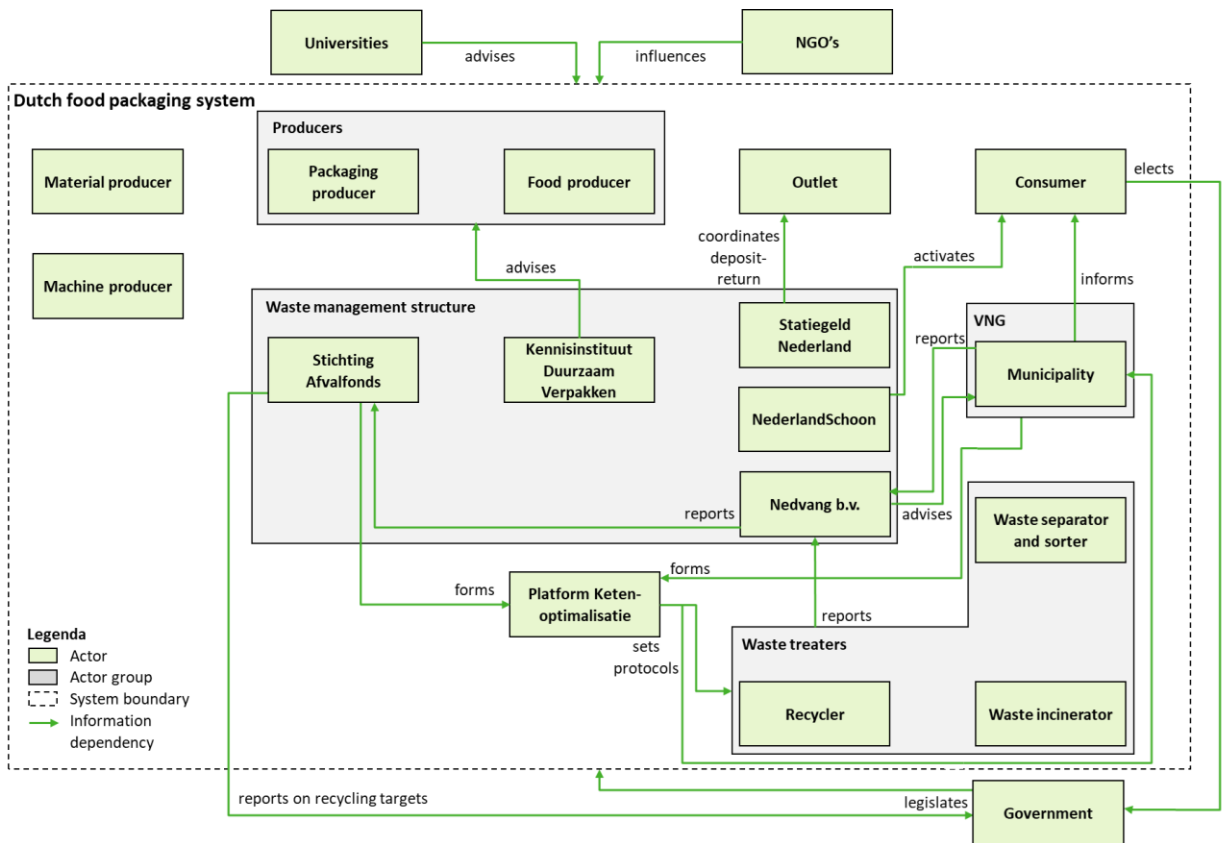 Universities
advises
influences
NGO's
Dutch food packaging system
Producers
Material producer
Packaging
producer
Food producer
Outlet
Consumer
elects
coordinates
deposit-
return
activates
advises
informs
Machine producer
Waste management structure
Stichting
Afvalfonds
Kennisinstituut
Duurzaam
Verpakken
Statiegeld
Nederland
VNG
reports
Municipality
NederlandSchoon
reports
Nedvang b.v.
advises
Waste separator
and sorter
forms
Platform Keten-
optimalisatie
forms
reports
sets
protocols
Waste treaters
Recycler
Waste incinerator
Legenda
Actor
Actor group
System boundary
Information
dependency
reports on recycling targets
legislates
Government